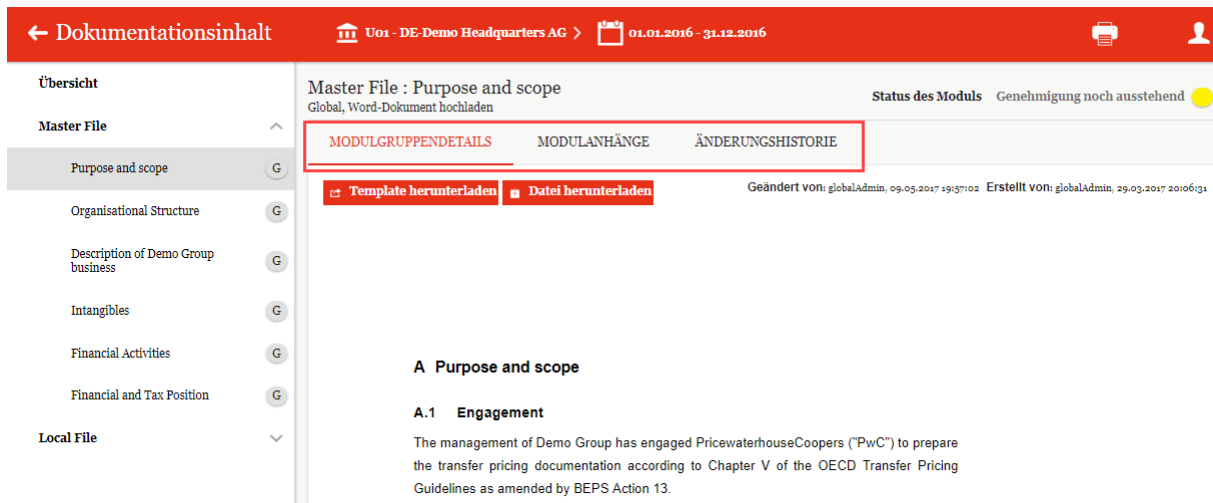 ← Dokumentationsinhalt
U01 - DE-Demo Headquarters AG >
01.01.2016 - 31.12.2016
Übersicht
Master File
Purpose and scope G
Organisational Structure G
Description of Demo Group
business G
Intangibles G
Financial Activities G
Financial and Tax Position G
Local File
Master File : Purpose and scope
Global, Word-Dokument hochladen
Status des Moduls Genehmigung noch ausstehend
MODULGRUPPENDETAILS MODULANHÄNGE ÄNDERUNGSHISTORIE
Template herunterladen Datei herunterladen
Geändert von: globalAdmin, 09.05.2017 19:57:02 Erstellt von: globalAdmin, 29.03.2017 20:06:31
A Purpose and scope
A.1 Engagement
The management of Demo Group has engaged PricewaterhouseCoopers ("PwC") to prepare
the transfer pricing documentation according to Chapter V of the OECD Transfer Pricing
Guidelines as amended by BEPS Action 13.